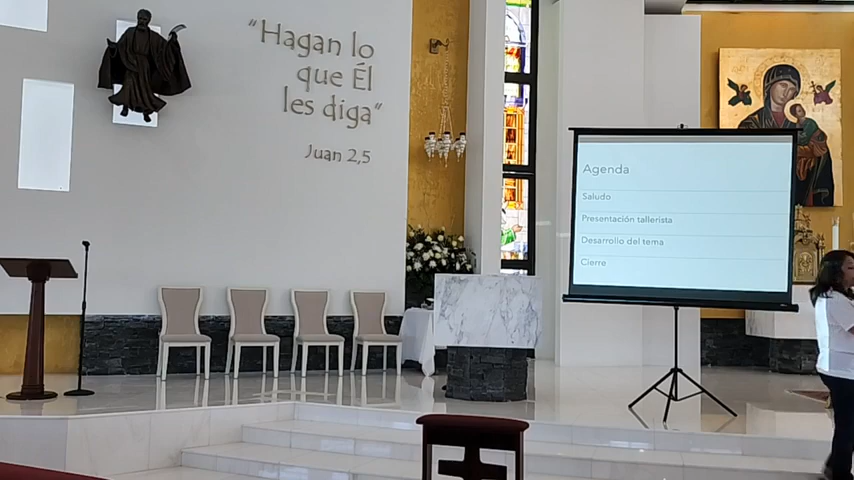 “Hagan lo
que Él
les diga”
Juan 2,5
Agenda
Saludo
Presentación tallerista
Desarrollo del tema
Cierre